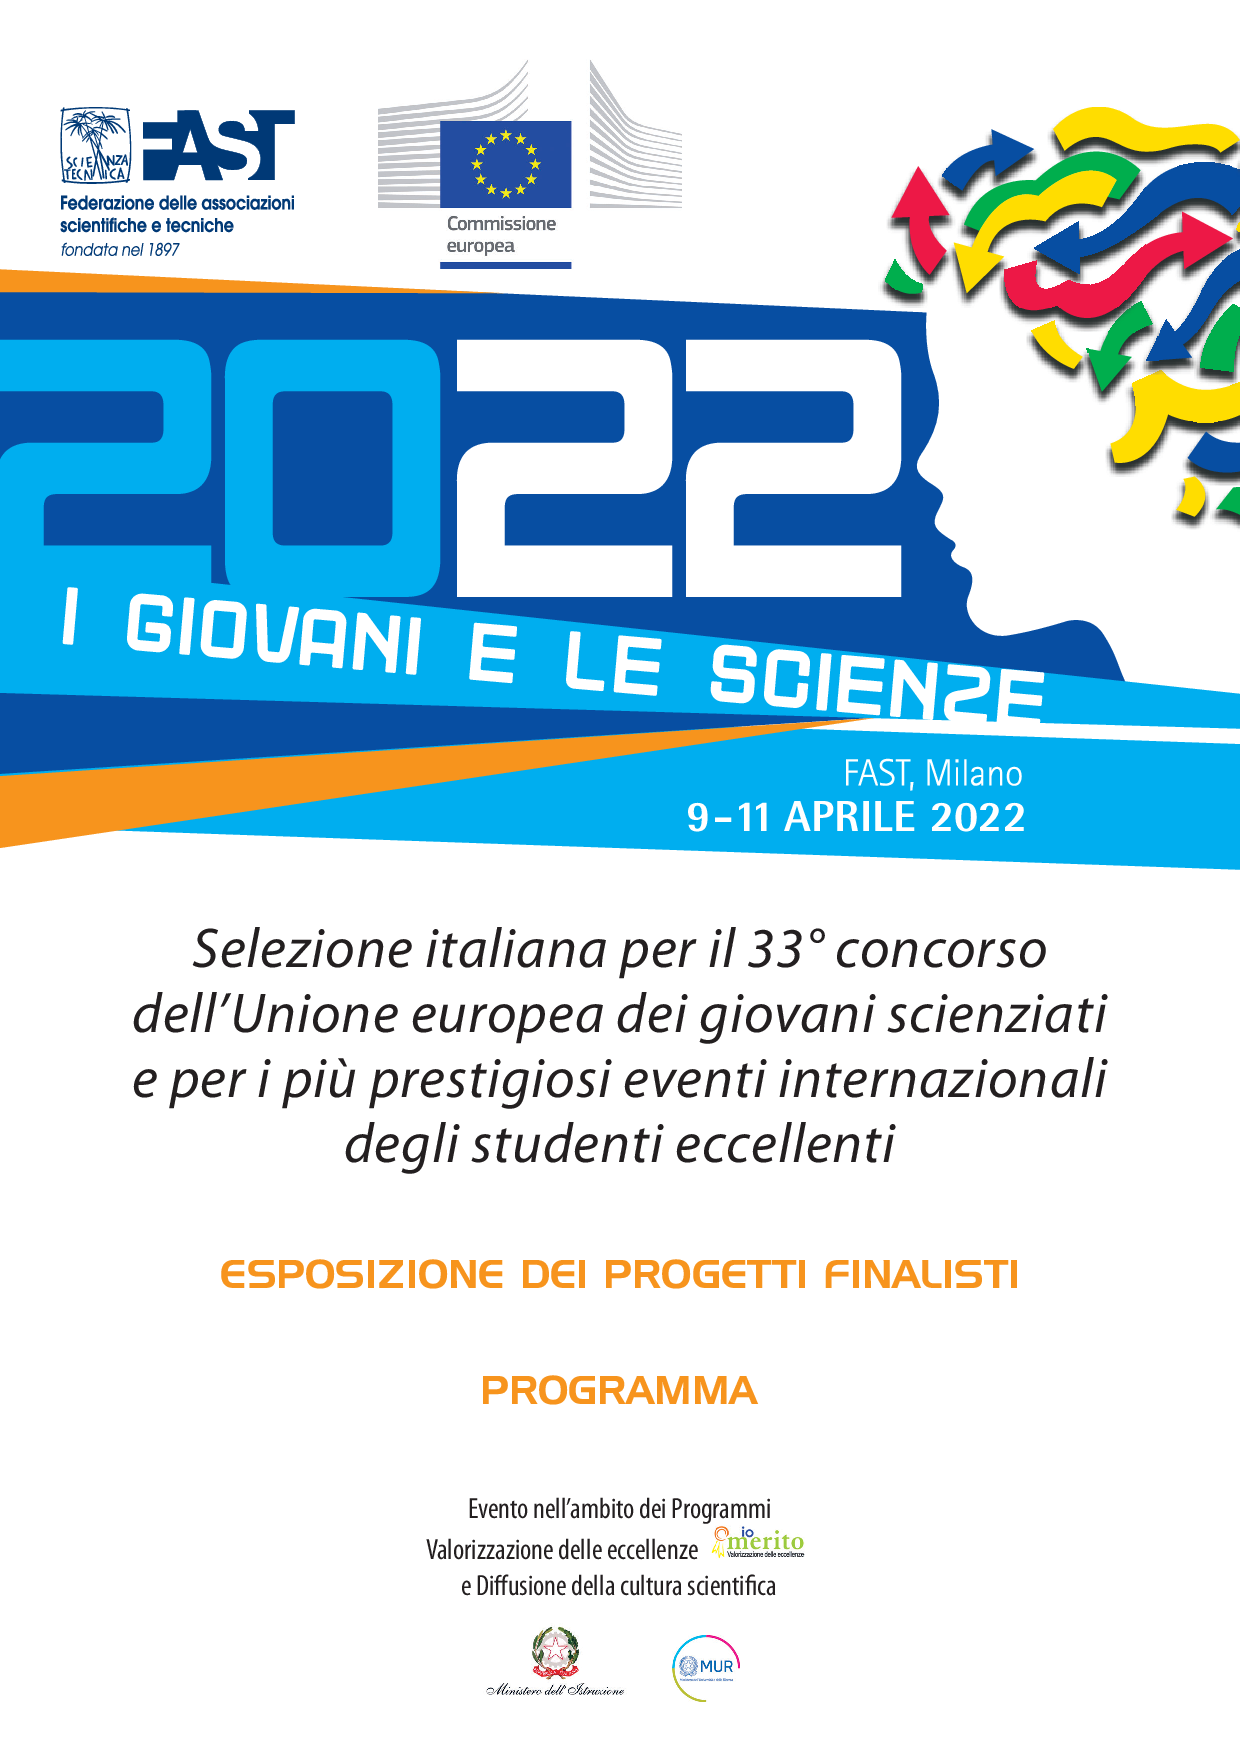 SCIENZA
TECNICA
FAST
Federazione delle associazioni
scientifiche e tecniche
fondata nel 1897
Commissione
europea
2022
I GIOVANI E LE SCIENZE
FAST, Milano
9-11 APRILE 2022
Selezione italiana per il 33° concorso
dell’Unione europea dei giovani scienziati
e per i più prestigiosi eventi internazionali
degli studenti eccellenti
ESPOSIZIONE DEI PROGETTI FINALISTI
PROGRAMMA
Evento nell’ambito dei Programmi
Valorizzazione delle eccellenze
io
merito
Valorizzazione delle eccellenze
e Diffusione della cultura scientifica
Ministero dell'Istruzione
MUR